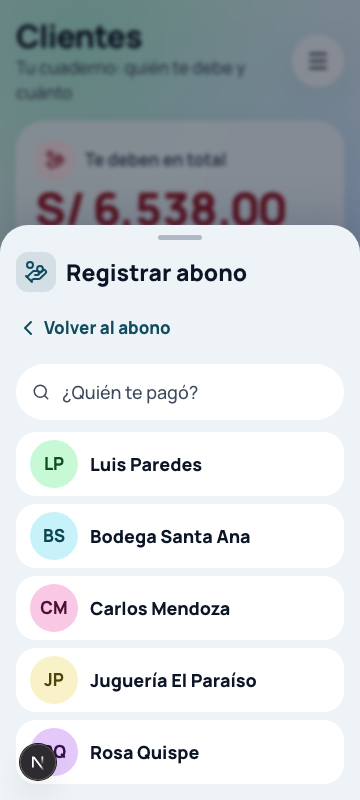 Clientes
Tu cuaderno: quién te debe y
cuánto
Te deben en total
S/ 6,538.00
Registrar abono
Volver al abono
¿Quién te pagó?
LP Luis Paredes
BS Bodega Santa Ana
CM Carlos Mendoza
JP Juguería El Paraíso
Rosa Quispe
N